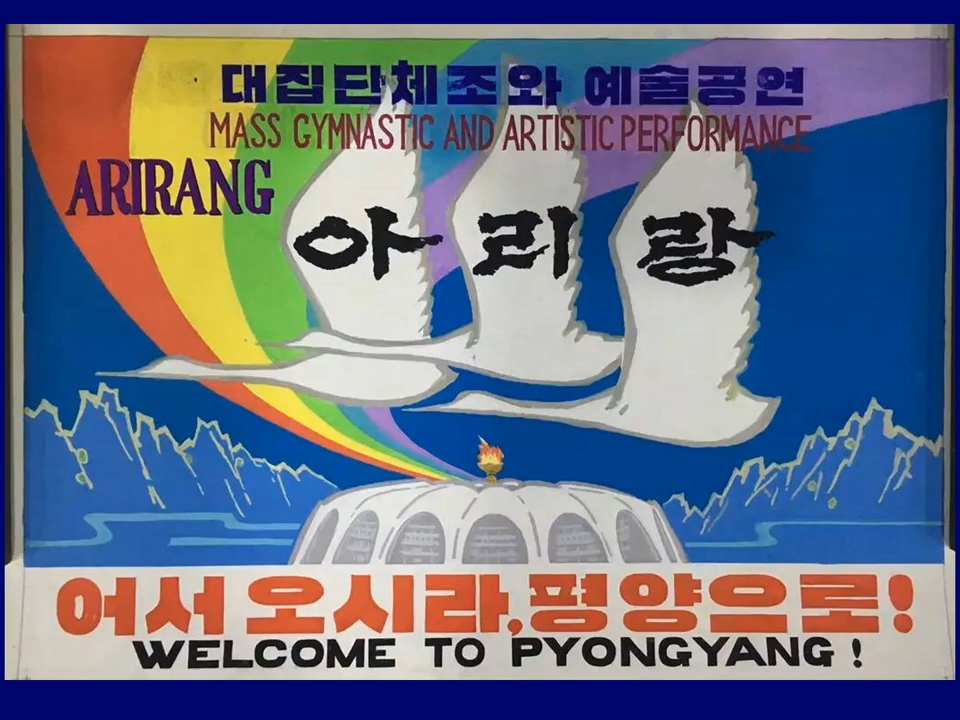 대집단체조와 예술공연
MASS GYMNASTIC AND ARTISTIC PERFORMANCE
ARIRANG
아리랑
어서 오시라, 평양으로!
WELCOME TO PYONGYANG !